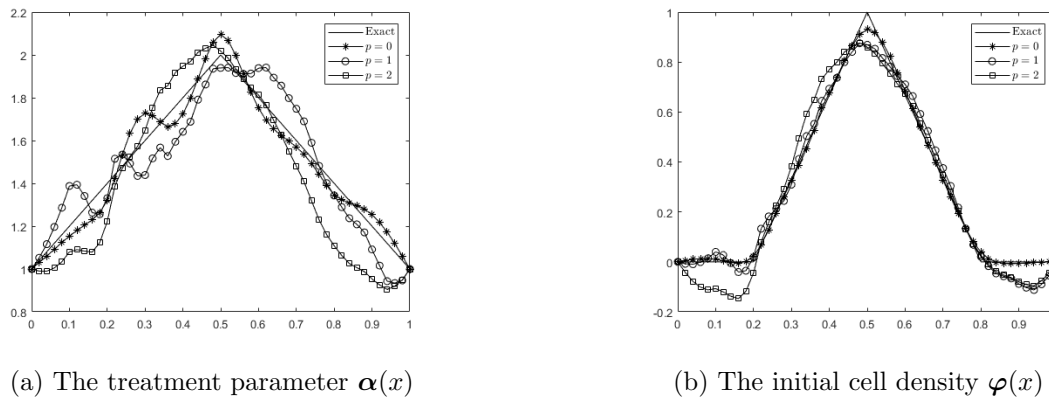 2.2
2
1.8
1.6
1.4
1.2
1
0.8
0 0.1 0.2 0.3 0.4 0.5 0.6 0.7 0.8 0.9 1
Exact
p = 0
p = 1
p = 2
1
0.8
0.6
0.4
0.2
0
-0.2
0 0.1 0.2 0.3 0.4 0.5 0.6 0.7 0.8 0.9
Exact
p = 0
p = 1
p = 2
(a) The treatment parameter α(x)
(b) The initial cell density φ(x)